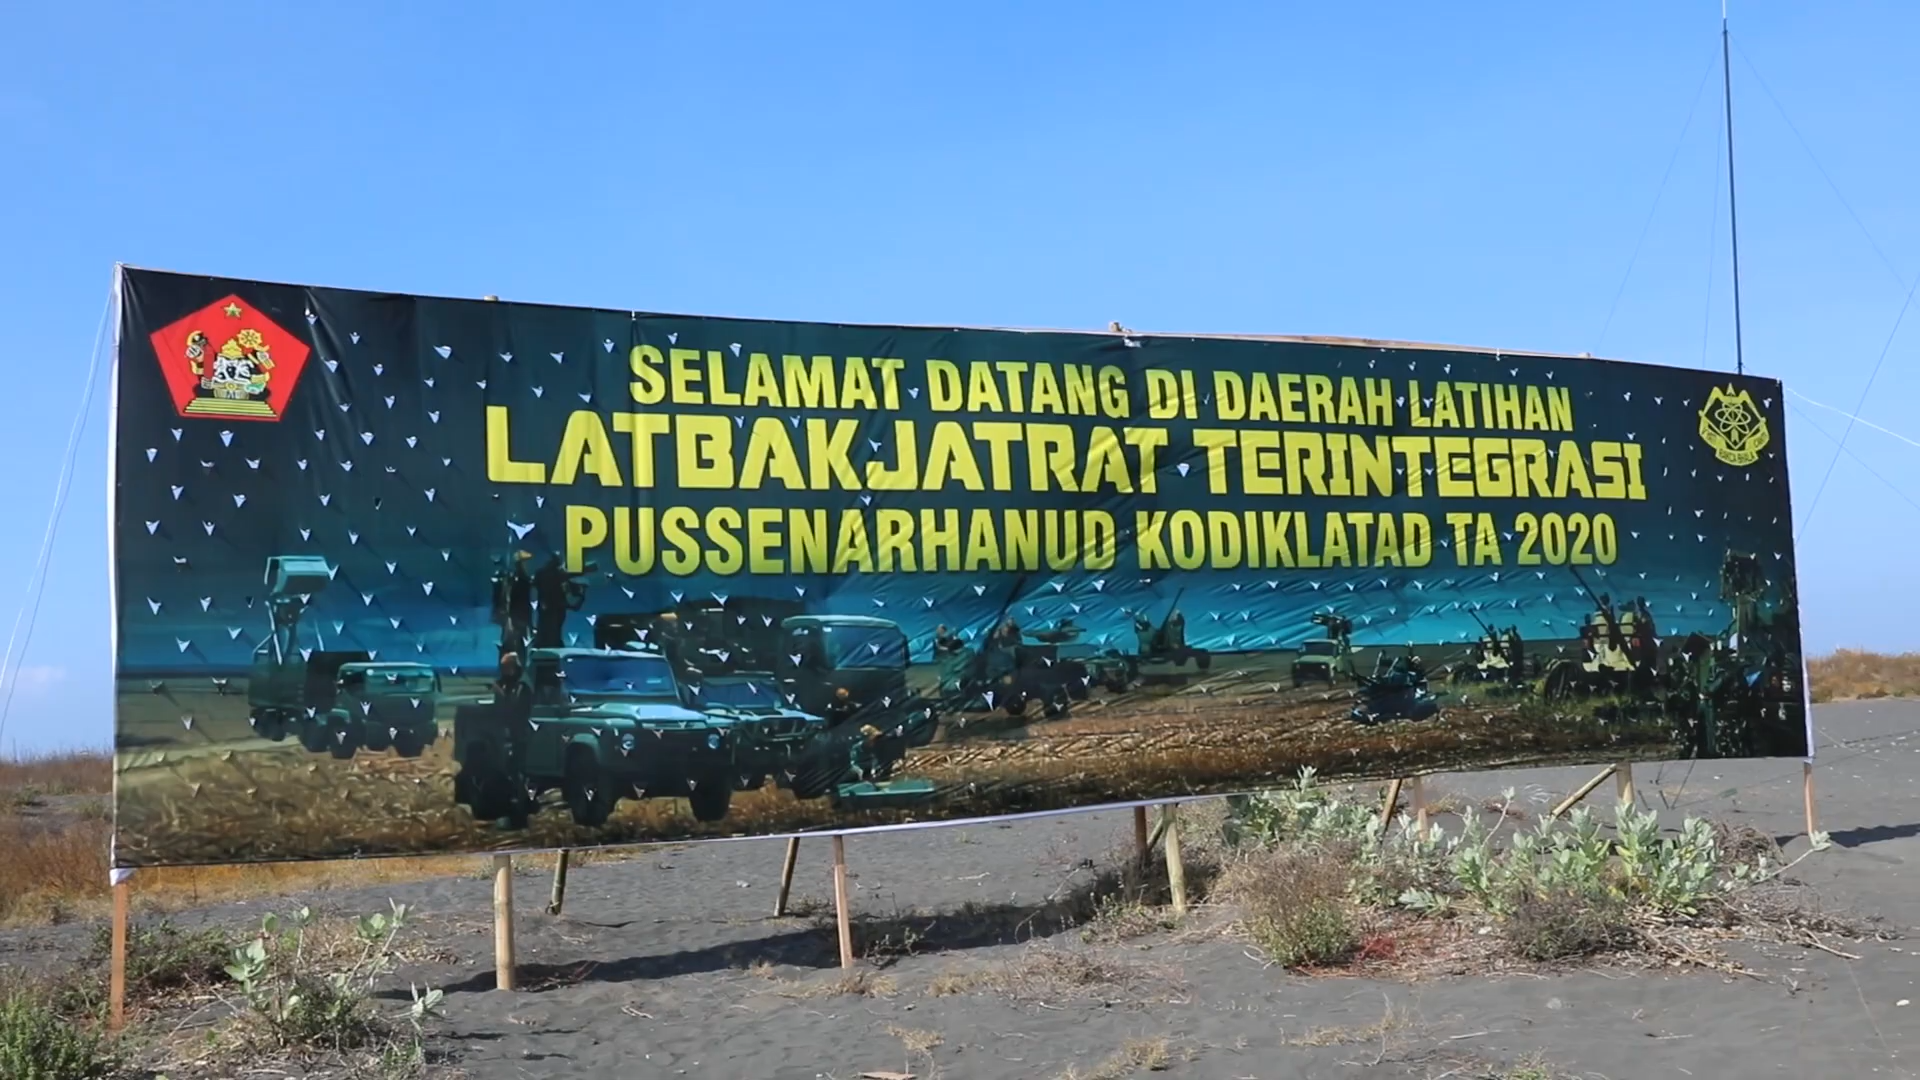 SELAMAT DATANG DI DAERAH LATIHAN
LATBAKJATRAT TERINTEGRASI
PUSSENARHANUD KODIKLATAD TA 2020